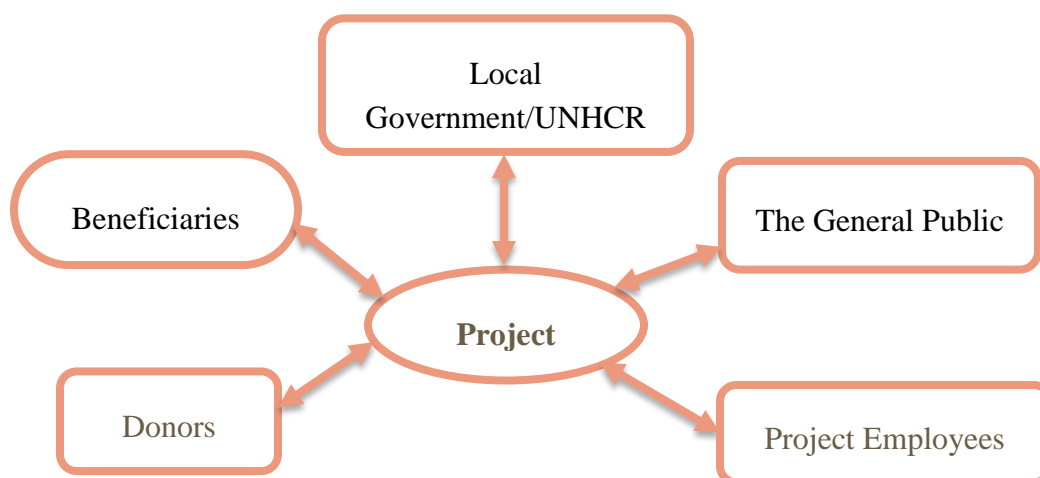 Local
Government/UNHCR
Beneficiaries
The General Public
Project
Donors
Project Employees